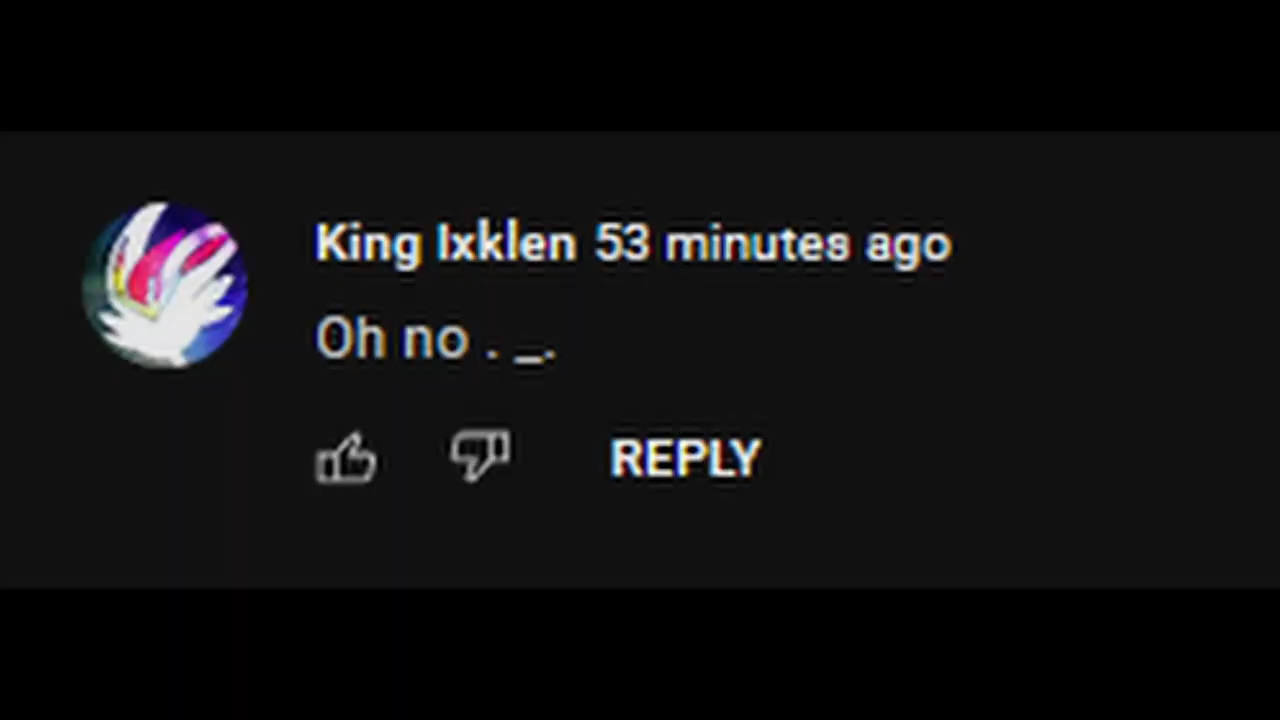 King Ixklen 53 minutes ago
Oh no . _.
REPLY